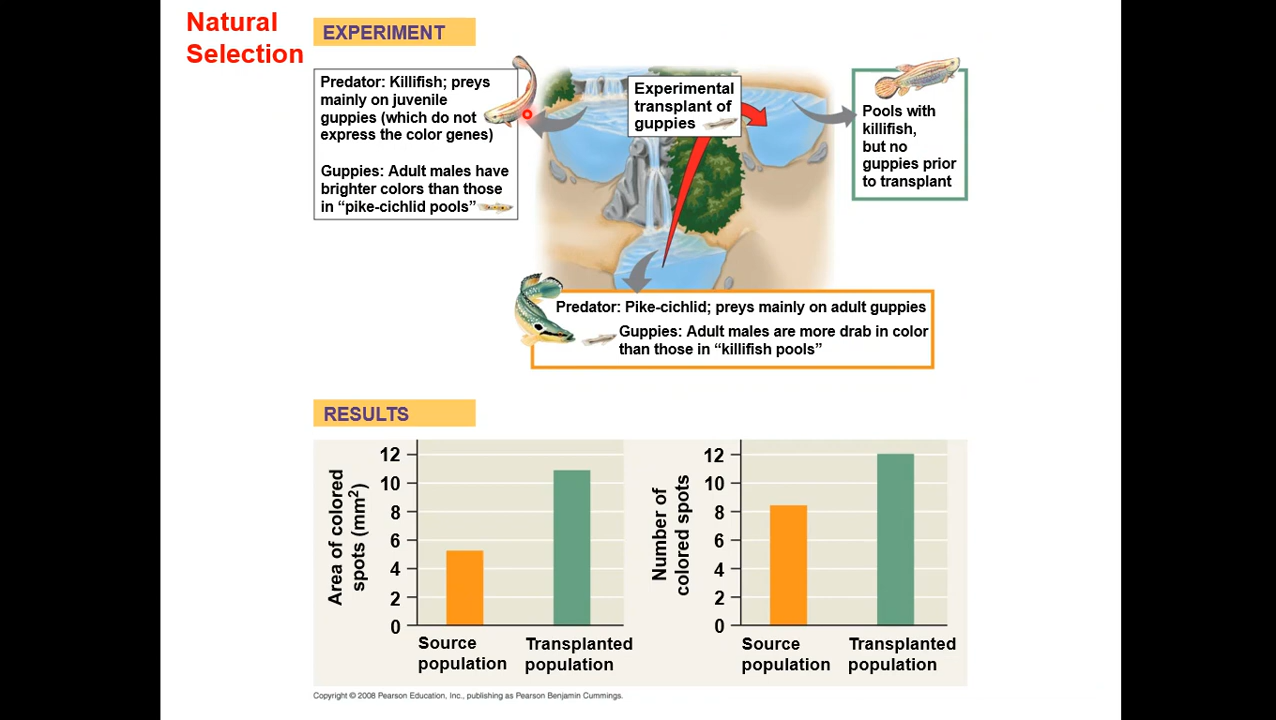 Natural
Selection
EXPERIMENT
Predator: Killifish; preys
mainly on juvenile
guppies (which do not
express the color genes)
Guppies: Adult males have
brighter colors than those
in “pike-cichlid pools”
Experimental
transplant of
guppies
Pools with
killifish,
but no
guppies prior
to transplant
Predator: Pike-cichlid; preys mainly on adult guppies
Guppies: Adult males are more drab in color
than those in “killifish pools”
RESULTS
Area of colored
spots (mm2)
12
10
8
6
4
2
0
Source
population
Transplanted
population
Number of
colored spots
12
10
8
6
4
2
0
Source
population
Transplanted
population
Copyright © 2008 Pearson Education, Inc., publishing as Pearson Benjamin Cummings.